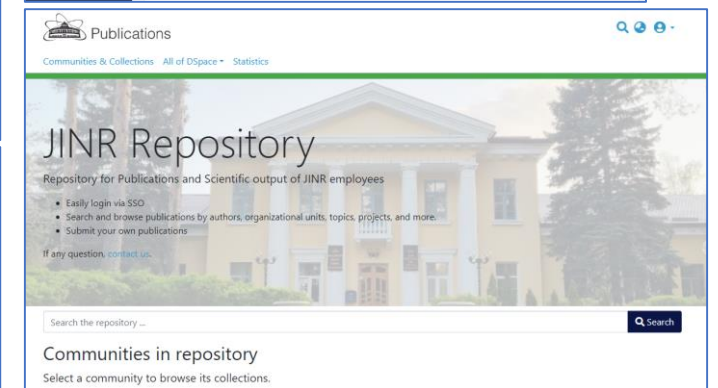 Publications
Communities & Collections All of DSpace Statistics
JINR Repository
Repository for Publications and Scientific output of JINR employees
Easily login via SSO
Search and browse publications by authors, organizational units, topics, projects, and more.
Submit your own publications
If any question, contact us.
Search the repository ...
Search
Communities in repository
Select a community to browse its collections.